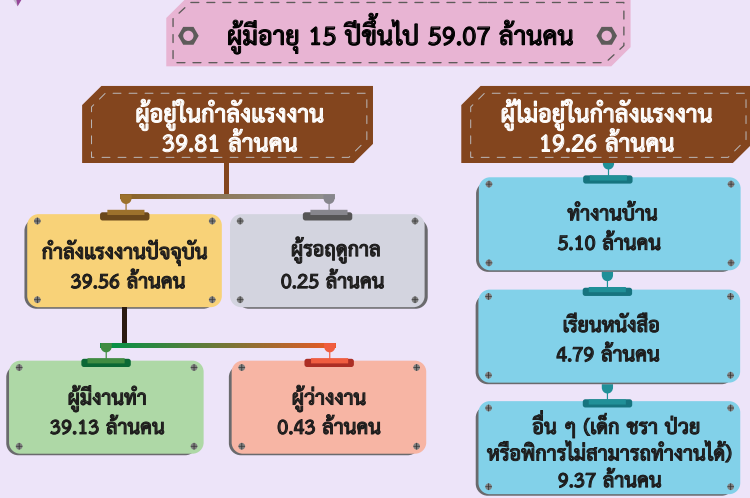 ผู้มีอายุ 15 ปีขึ้นไป 59.07 ล้านคน
ผู้อยู่ในกำลังแรงงาน
39.81 ล้านคน
ผู้ไม่อยู่ในกำลังแรงงาน
19.26 ล้านคน
กำลังแรงงานปัจจุบัน
39.56 ล้านคน
ผู้รอฤดูกาล
0.25 ล้านคน
ผู้มีงานทำ
39.13 ล้านคน
ผู้ว่างงาน
0.43 ล้านคน
ทำงานบ้าน
5.10 ล้านคน
เรียนหนังสือ
4.79 ล้านคน
อื่น ๆ (เด็ก ชรา ป่วย
หรือพิการไม่สามารถทำงานได้)
9.37 ล้านคน